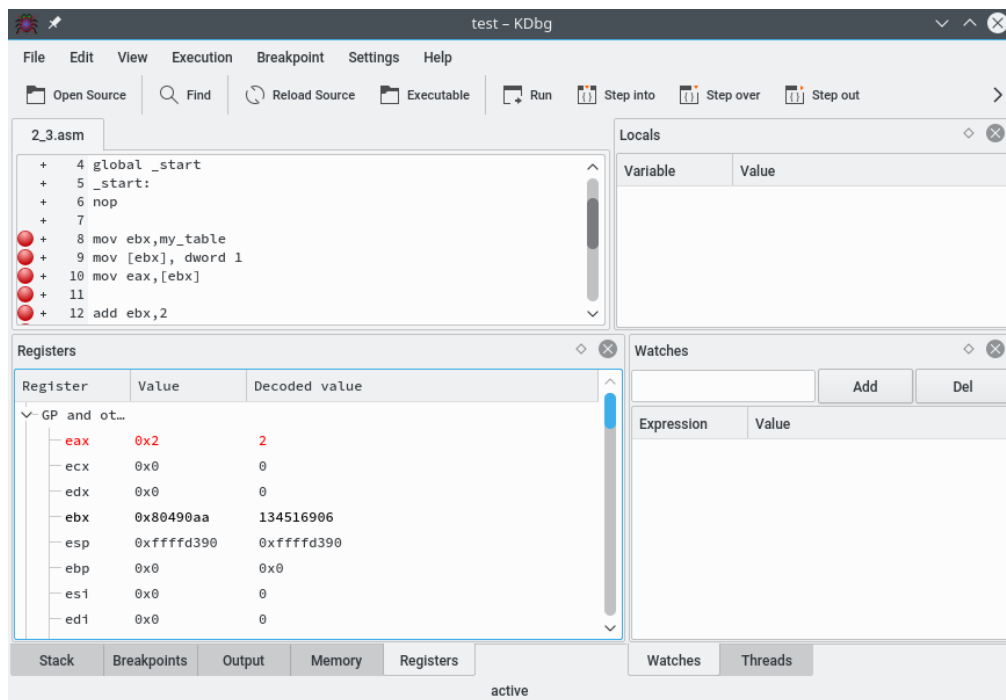 test – KDbg
File Edit View Execution Breakpoint Settings Help
Open Source Find Reload Source Executable Run Step into Step over Step out
2_3.asm
+ 4 global _start
+ 5 _start:
+ 6 nop
+ 7
+ 8 mov ebx,my_table
+ 9 mov [ebx], dword 1
+ 10 mov eax,[ebx]
+ 11
+ 12 add ebx,2
Locals
Variable Value
Registers
Register Value Decoded value
GP and ot…
eax 0x2 2
ecx 0x0 0
edx 0x0 0
ebx 0x80490aa 134516906
esp 0xffffd390 0xffffd390
ebp 0x0 0x0
esi 0x0 0
edi 0x0 0
Watches
Add Del
Expression Value
Stack Breakpoints Output Memory Registers
Watches Threads
active